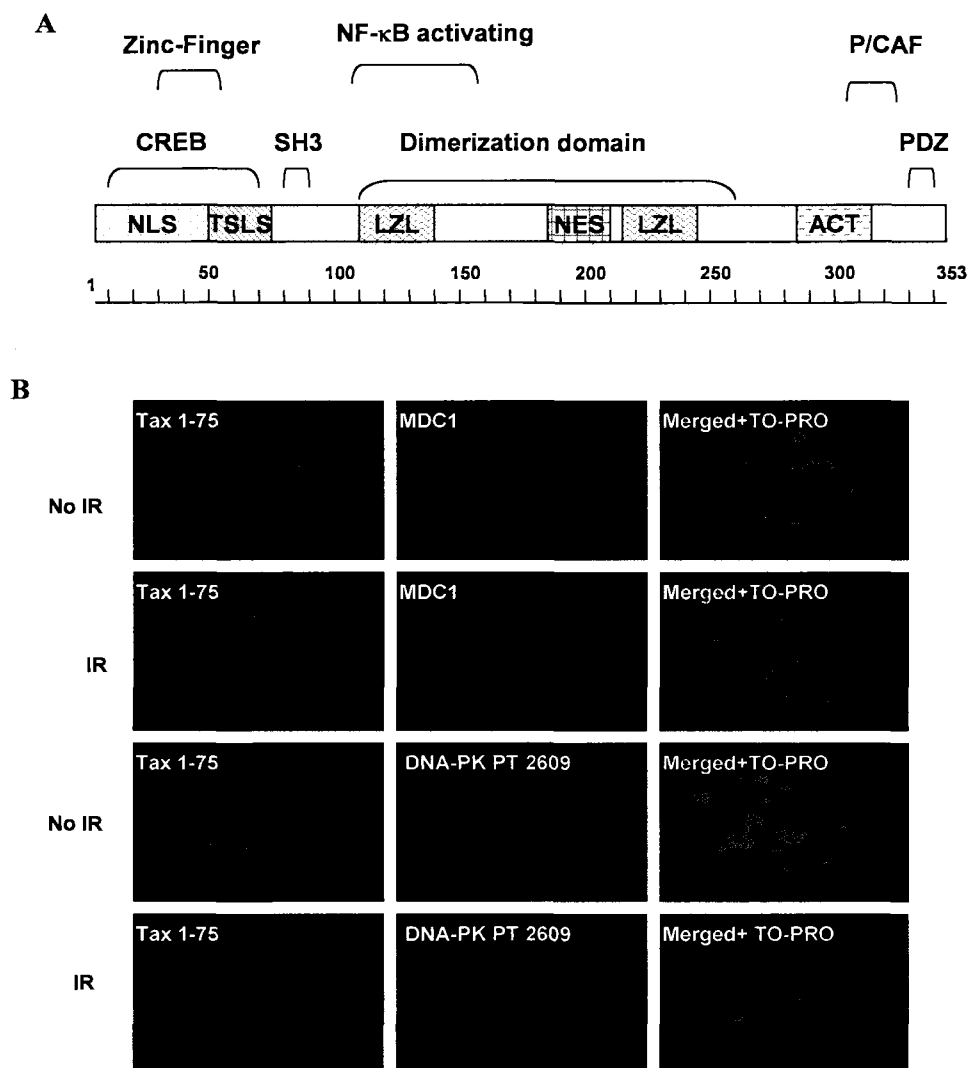 A
Zinc-Finger NF-κB activating P/CAF
CREB SH3 Dimerization domain PDZ
NLS TSLS LZL NES LZL ACT
1 50 100 150 200 250 300 353
B
Tax 1-75 MDC1 Merged+TO-PRO
No IR
Tax 1-75 MDC1 Merged+TO-PRO
IR
Tax 1-75 DNA-PK PT 2609 Merged+TO-PRO
No IR
Tax 1-75 DNA-PK PT 2609 Merged+ TO-PRO
IR